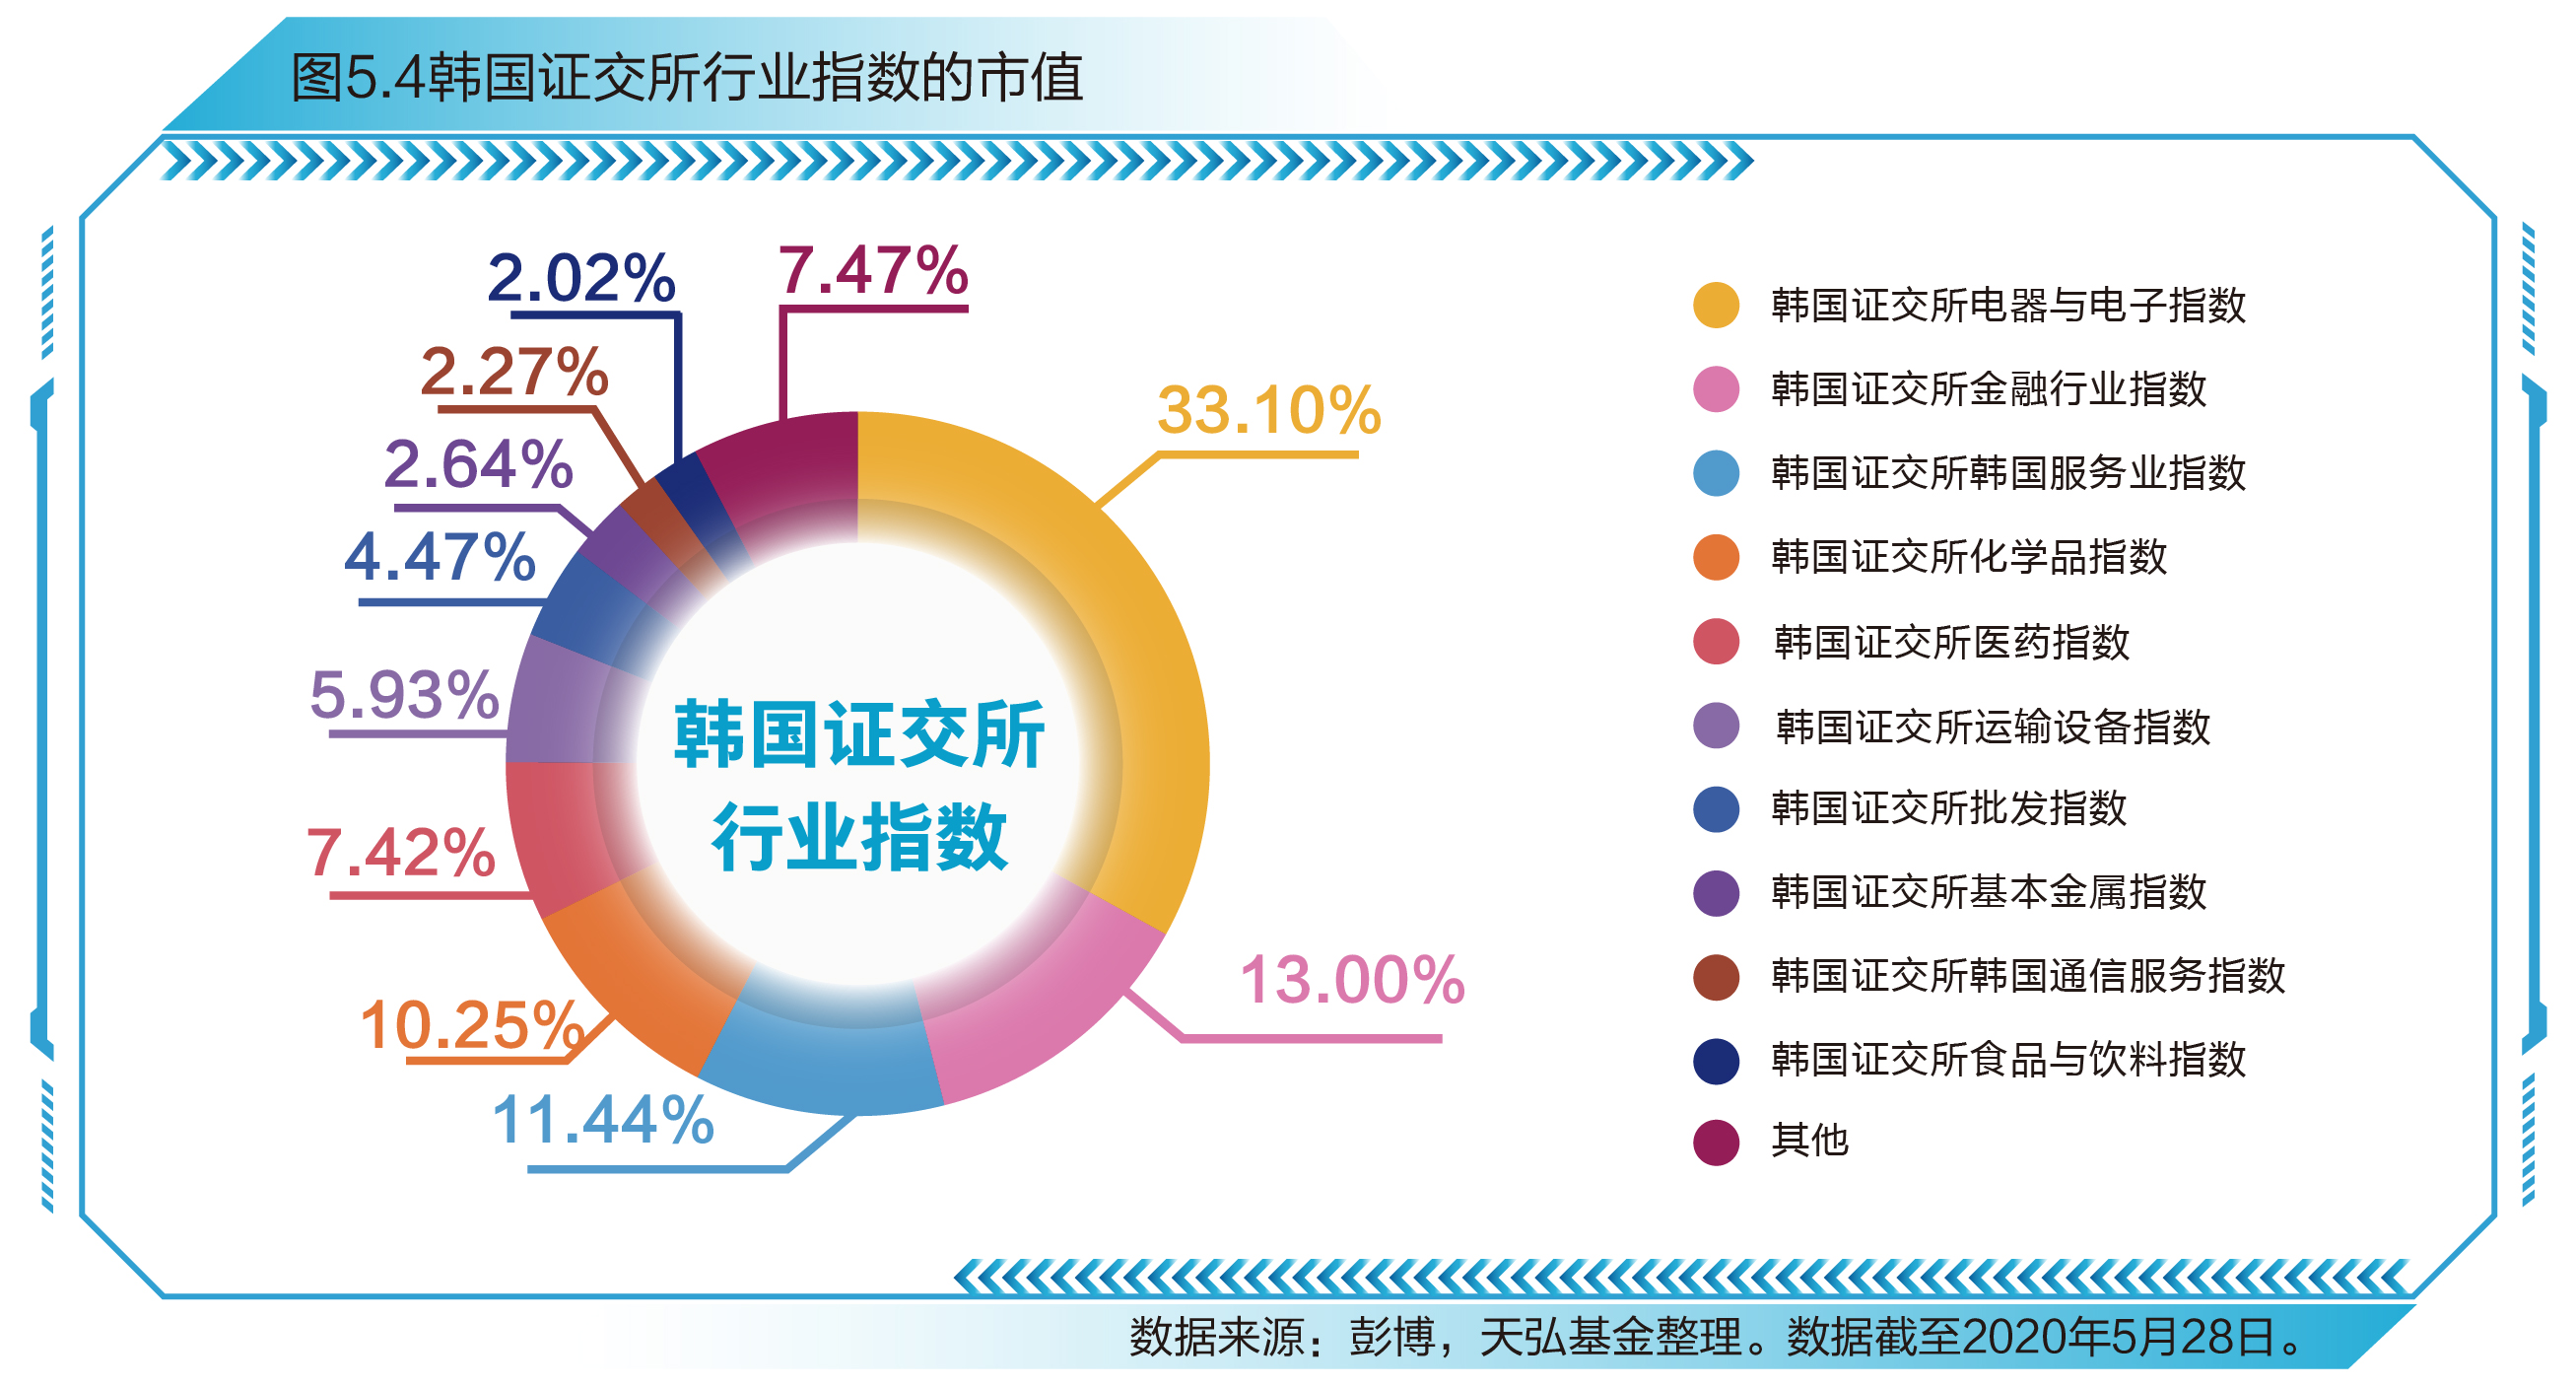 图5.4韩国证交所行业指数的市值
2.02%
7.47%
2.27%
33.10%
2.64%
4.47%
5.93%
7.42%
10.25%
11.44%
13.00%
韩国证交所
行业指数
韩国证交所电器与电子指数
韩国证交所金融行业指数
韩国证交所韩国服务业指数
韩国证交所化学品指数
韩国证交所医药指数
韩国证交所运输设备指数
韩国证交所批发指数
韩国证交所基本金属指数
韩国证交所韩国通信服务指数
韩国证交所食品与饮料指数
其他
数据来源：彭博，天弘基金整理。数据截至2020年5月28日。